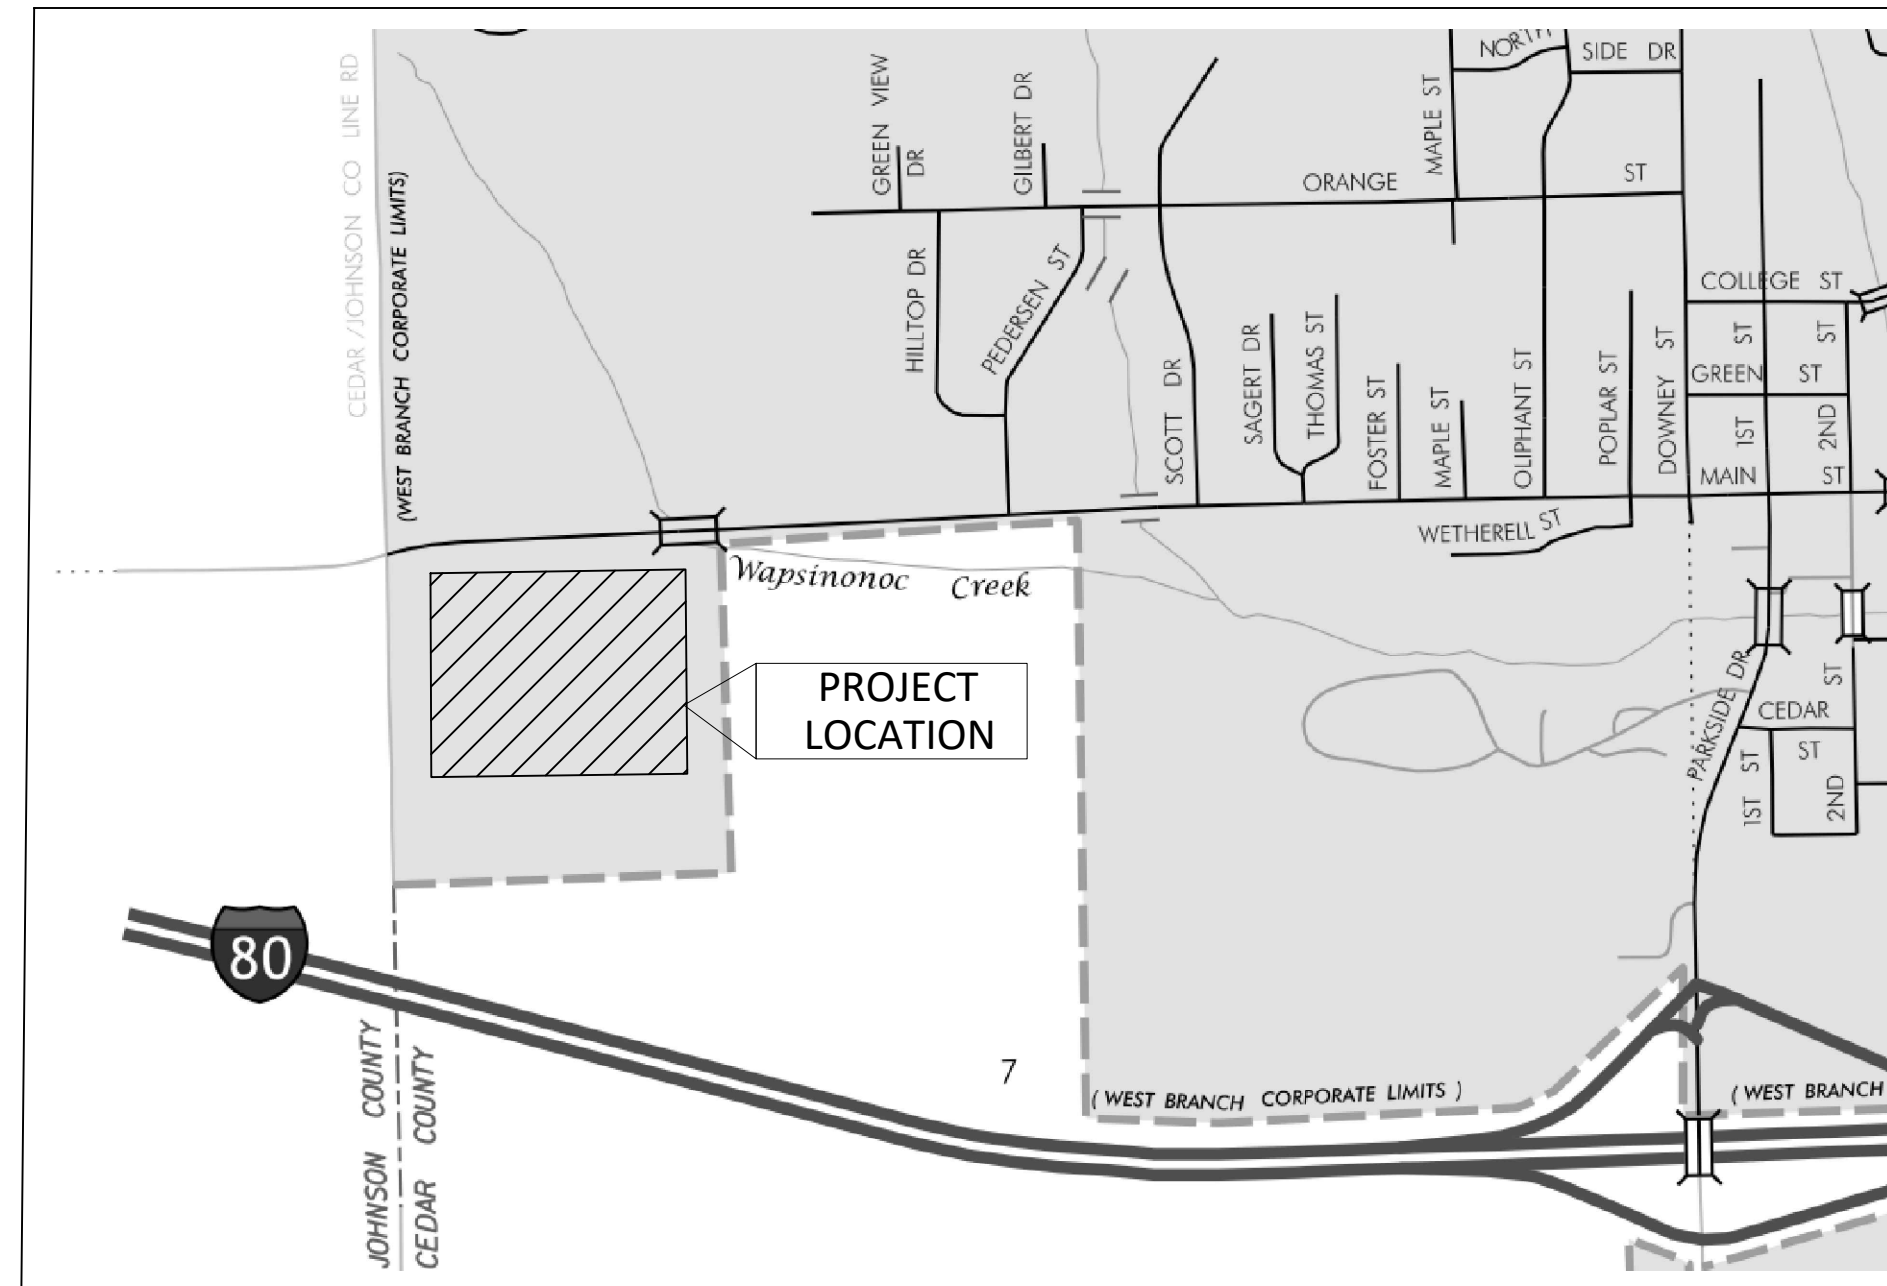 CEDAR /JOHNSON CO LINE RD
(WEST BRANCH CORPORATE LIMITS)
GREEN VIEW
DR
GILBERT DR
MAPLE ST
NORTH
SIDE DR
ORANGE
ST
HILLTOP DR
PEDERSEN ST
SCOTT DR
SAGERT DR
THOMAS ST
FOSTER ST
MAPLE ST
OLIPHANT ST
POPLAR ST
DOWNEY ST
COLLEGE ST
GREEN
ST
1ST ST
2ND ST
MAIN
ST
WETHERELL ST
Wapsinonoc Creek
PROJECT
LOCATION
PARKSIDE DR
CEDAR
ST
1ST ST
2ND ST
80
7
(WEST BRANCH CORPORATE LIMITS )
(WEST BRANCH
JOHNSON COUNTY
CEDAR COUNTY